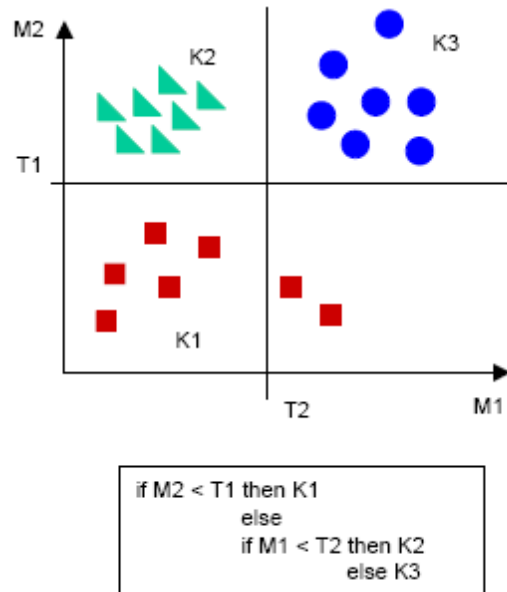 M2
K2
K3
T1
K1
T2
M1
if M2 < T1 then K1
else
if M1 < T2 then K2
else K3